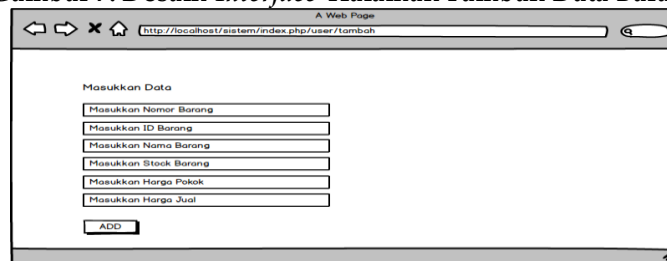 A Web Page
http://localhost/sistem/index.php/user/tambah
Masukkan Data
Masukkan Nomor Barang
Masukkan ID Barang
Masukkan Nama Barang
Masukkan Stock Barang
Masukkan Harga Pokok
Masukkan Harga Jual
ADD